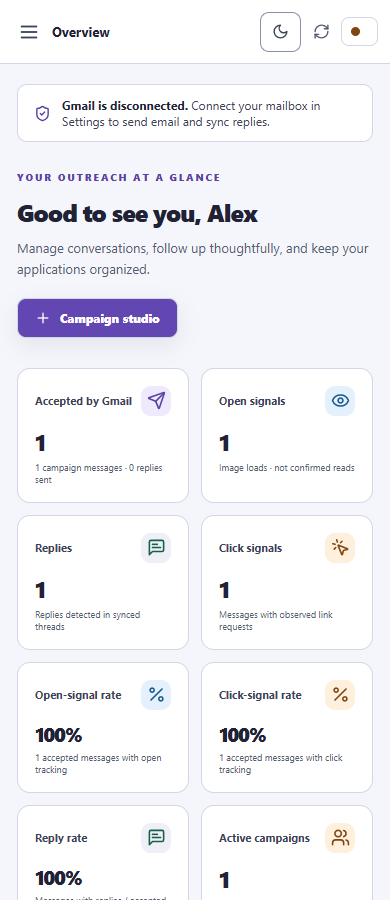 Overview
Gmail is disconnected. Connect your mailbox in
Settings to send email and sync replies.
YOUR OUTREACH AT A GLANCE
Good to see you, Alex
Manage conversations, follow up thoughtfully, and keep your
applications organized.
Campaign studio
Accepted by Gmail
1
1 campaign messages · 0 replies
sent
Open signals
1
Image loads · not confirmed reads
Replies
1
Replies detected in synced
threads
Click signals
1
Messages with observed link
requests
Open-signal rate
100%
1 accepted messages with open
tracking
Click-signal rate
100%
1 accepted messages with click
tracking
Reply rate
100%
Messages with replies / accepted
Active campaigns
1